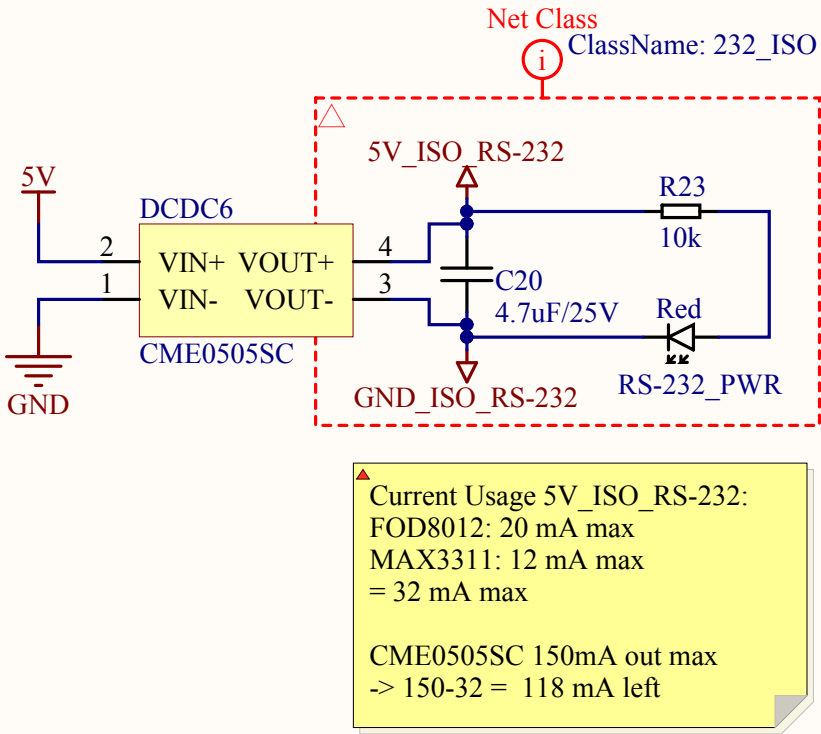 Net Class
i
ClassName: 232_ISO
5V_ISO_RS-232
5V
R23
10k
DCDC6
2
VIN+ VOUT+
4
1
VIN- VOUT-
3
C20
4.7uF/25V
Red
CME0505SC
GND
GND_ISO_RS-232
RS-232_PWR
Current Usage 5V_ISO_RS-232:
FOD8012: 20 mA max
MAX3311: 12 mA max
= 32 mA max
CME0505SC 150mA out max
-> 150-32 = 118 mA left